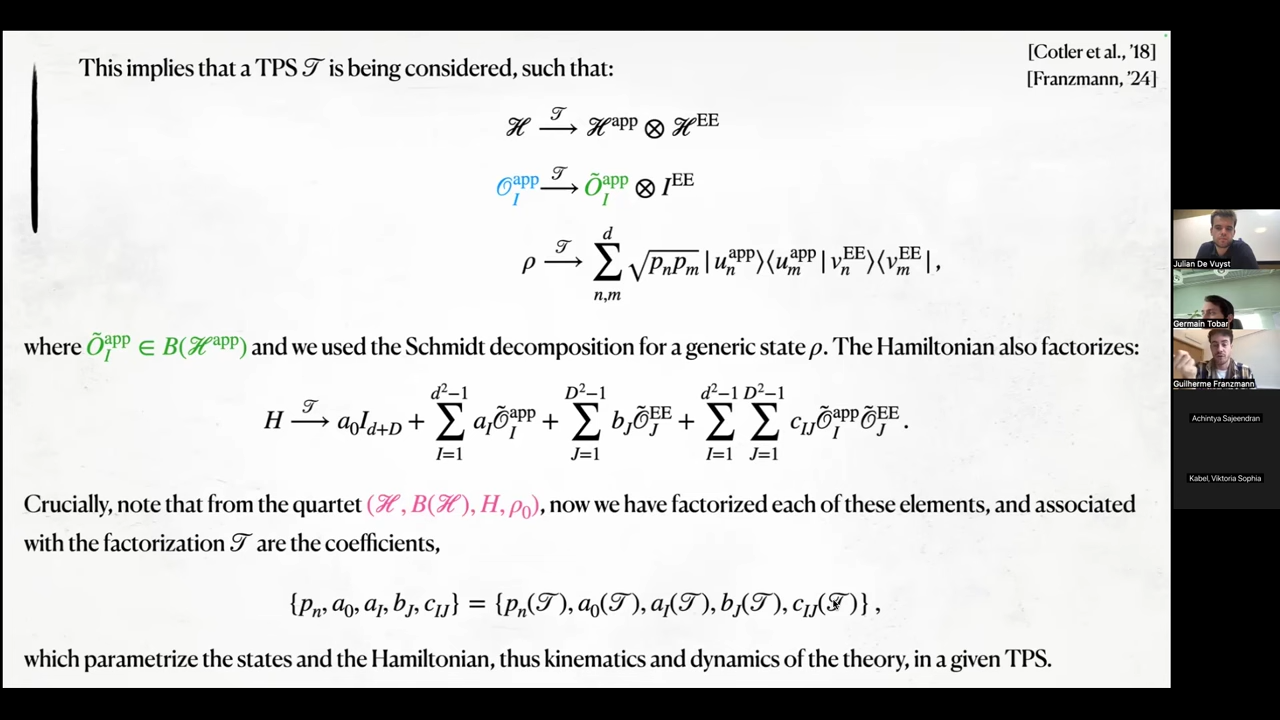 [Cotler et al., '18]
This implies that a TPS 𝒯 is being considered, such that:
[Franzmann, '24]
ℋ —𝒯→ ℋ^app ⊗ ℋ^EE
𝒪_I^app —𝒯→ Õ_I^app ⊗ I^EE
ρ —𝒯→ ∑_{n,m}^{d} √(p_n p_m) |u_n^app⟩⟨u_m^app|v_n^EE⟩⟨v_m^EE|,
where Õ_I^app ∈ B(ℋ^app) and we used the Schmidt decomposition for a generic state ρ. The Hamiltonian also factorizes:
H —𝒯→ a_0 I_{d+D} + ∑_{I=1}^{d²−1} a_I 𝒪̃_I^app + ∑_{J=1}^{D²−1} b_J 𝒪̃_J^EE + ∑_{I=1}^{d²−1} ∑_{J=1}^{D²−1} c_{IJ} 𝒪̃_I^app 𝒪̃_J^EE .
Crucially, note that from the quartet (ℋ, B(ℋ), H, ρ_0), now we have factorized each of these elements, and associated
with the factorization 𝒯 are the coefficients,
{p_n, a_0, a_I, b_J, c_{IJ}} = {p_n(𝒯), a_0(𝒯), a_I(𝒯), b_J(𝒯), c_{IJ}(𝒯)} ,
which parametrize the states and the Hamiltonian, thus kinematics and dynamics of the theory, in a given TPS.
Julian De Vuyst
Germain Tobar
Guilherme Franzmann
Achintya Sajeendran
Kabel, Viktoria Sophia